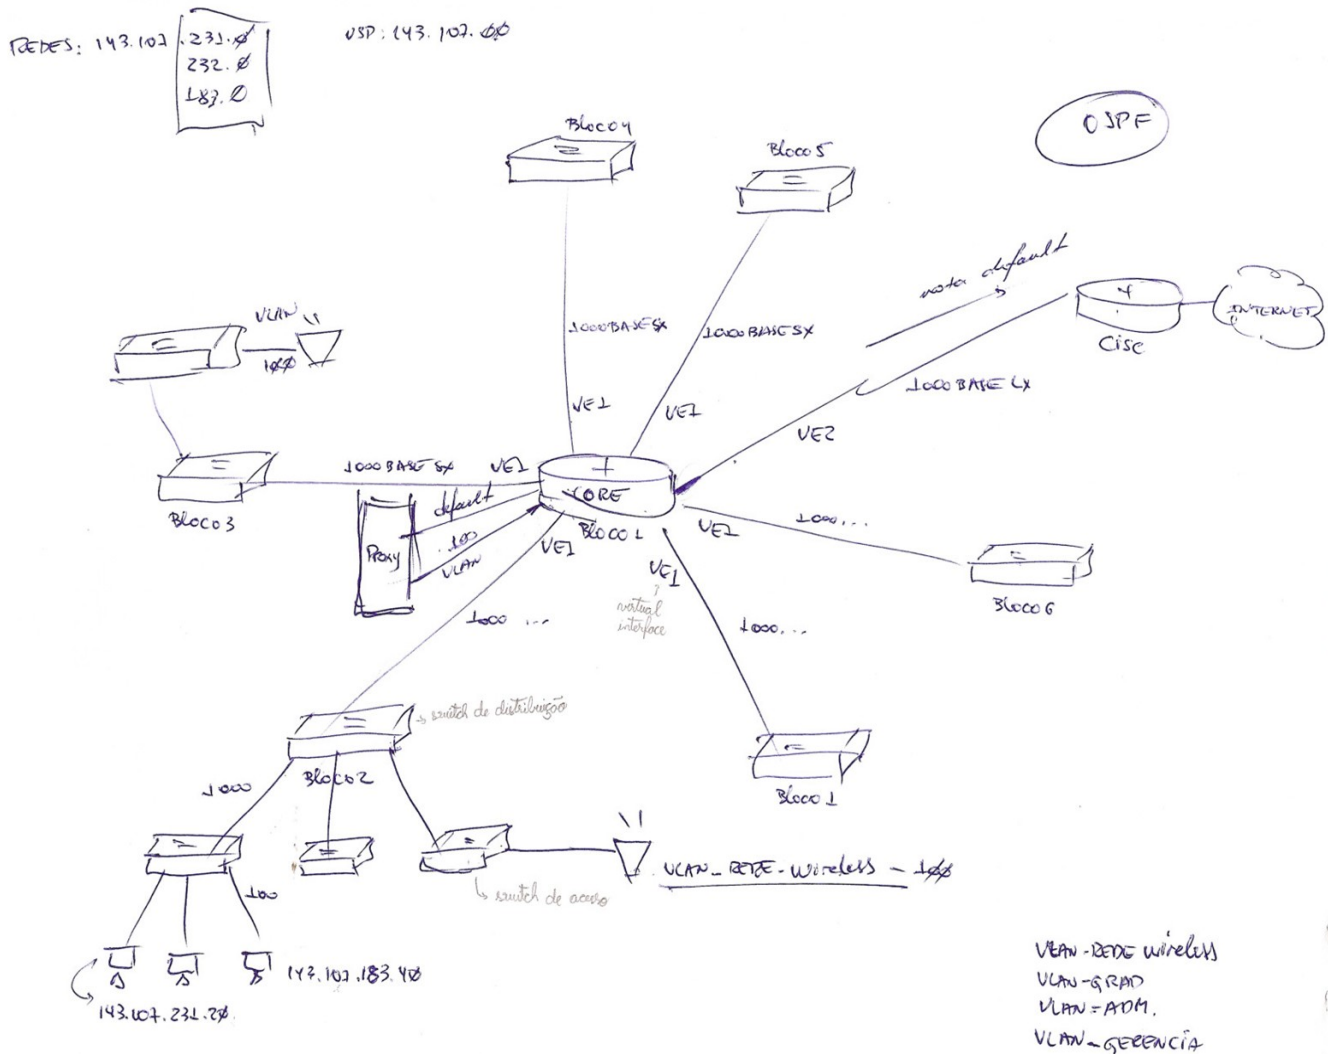 REDES: 143.107.231.0
232.0
183.0
USP: 143.107.00
OSPF
Bloco 4
Bloco 5
rota default
INTERNET
CISC
VLAN
100
1000BASESX
1000BASESX
1000BASE LX
VE1
VE1
VE2
1000BASE SX
VE1
CORE
Bloco 1
Bloco 3
default
Proxy
100
VLAN
VE1
VE1
VE1
virtual
interface
1000...
Bloco 6
1000 ...
1000...
switch de distribuição
Bloco 2
Bloco 1
1000
100
VLAN_REDE-wireless - 100
switch de acesso
143.107.183.40
143.107.231.20
VLAN-REDE wireless
VLAN-GRAD
VLAN-ADM.
VLAN-GERENCIA